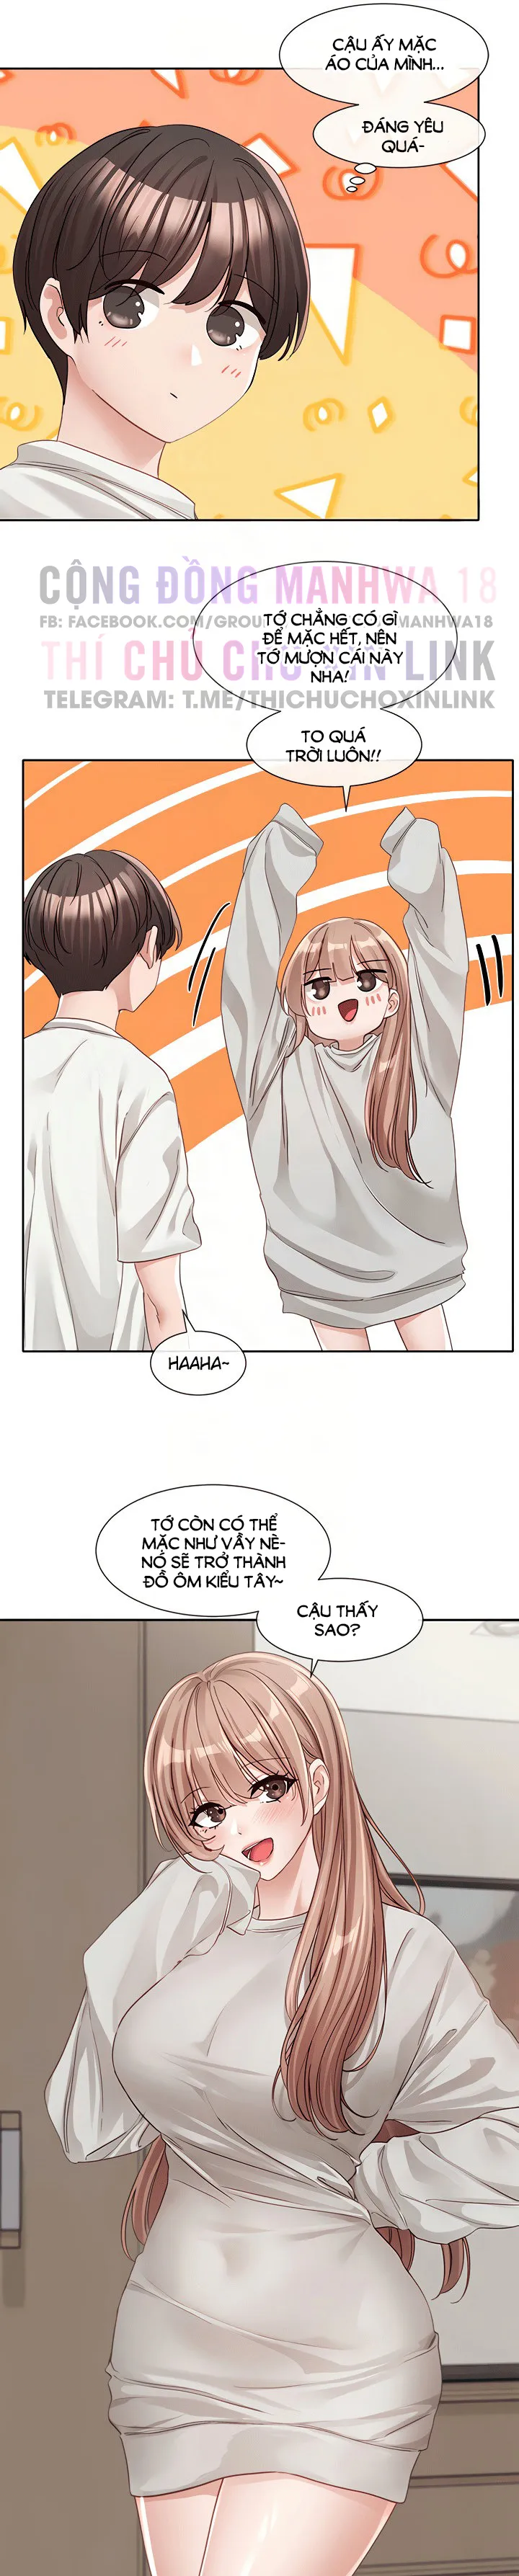 CẬU ẤY MẶC
ÁO CỦA MÌNH...
ĐÁNG YÊU
QUÁ-
CỘNG ĐỒNG MANHWA 18
FB: FACEBOOK.COM/GROU MANHWA18
TỚ CHẲNG CÓ GÌ
ĐỂ MẶC HẾT, NÊN
TỚ MƯỢN CÁI NÀY
NHA!
THÍ CHỦ CHO XIN LINK
TELEGRAM: T.ME/THICHUCHOXINLINK
TO QUÁ
TRỜI LUÔN!!
HAAHA~
TỚ CÒN CÓ THỂ
MẶC NHƯ VẦY NÈ-
NÓ SẼ TRỞ THÀNH
ĐỒ ÔM KIỂU TÂY~
CẬU THẤY
SAO?